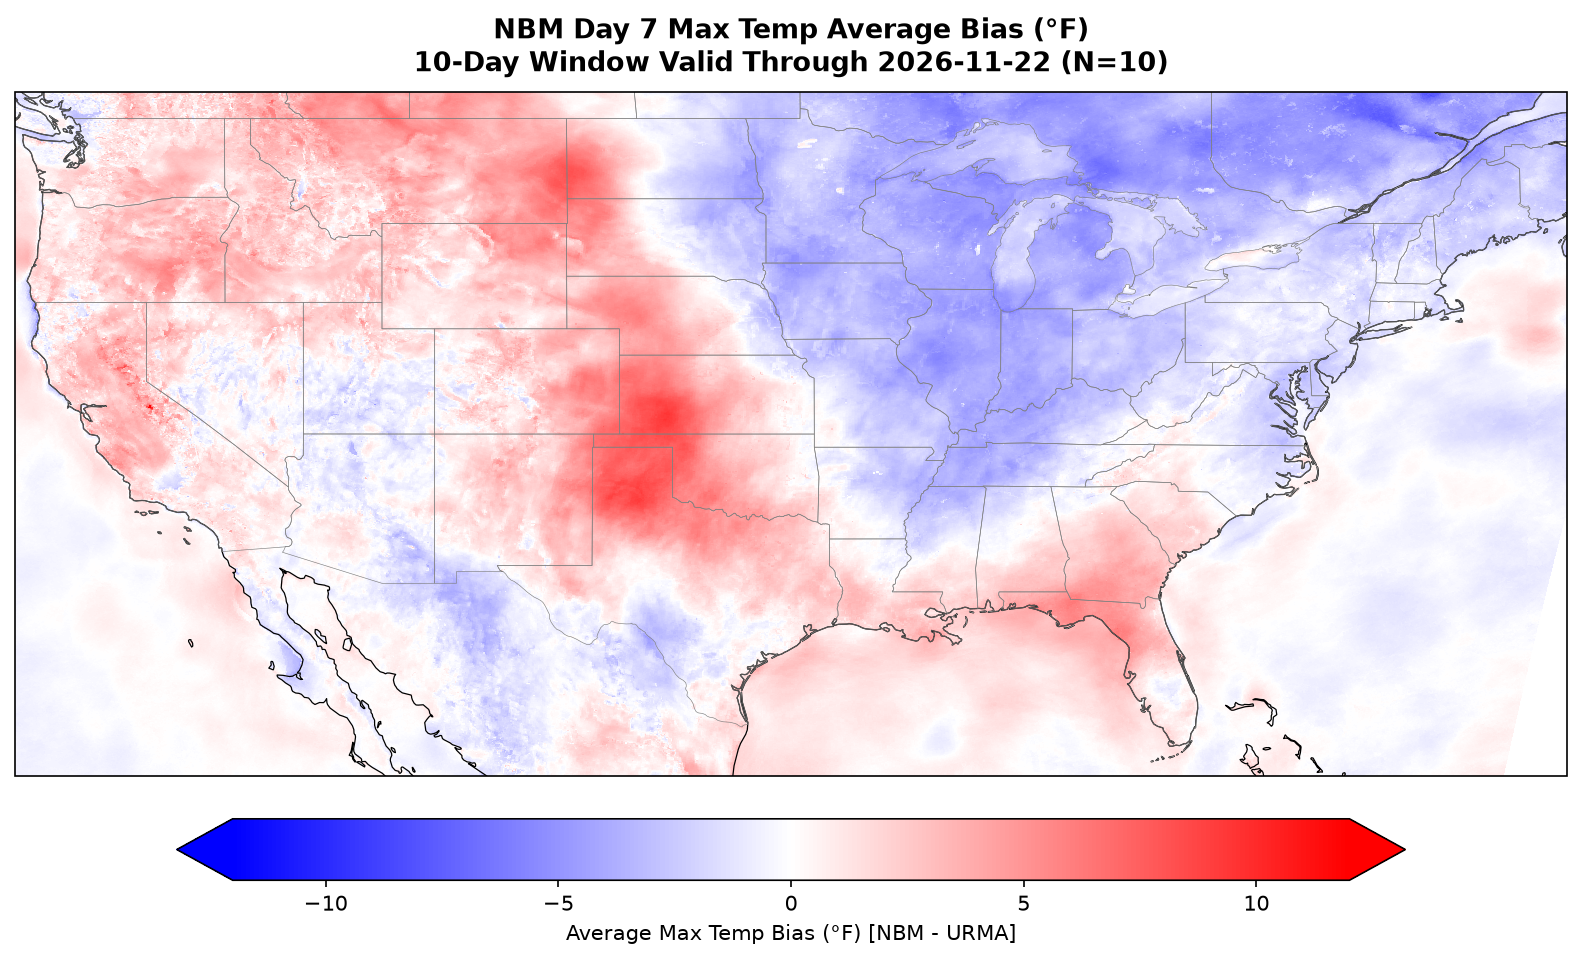 NBM Day 7 Max Temp Average Bias (°F)
10-Day Window Valid Through 2026-11-22 (N=10)
−10 −5 0 5 10
Average Max Temp Bias (°F) [NBM - URMA]